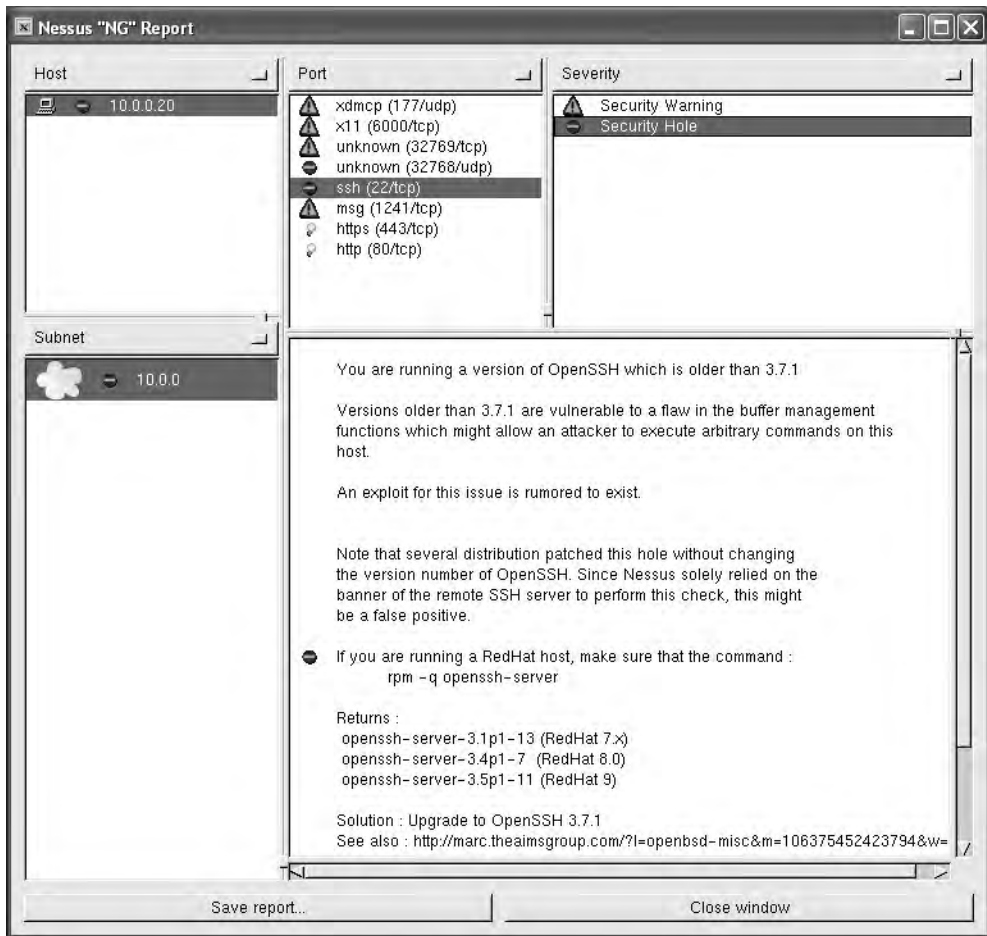 Nessus "NG" Report
Host
10.0.0.20
Port
xdmcp (177/udp)
x11 (6000/tcp)
unknown (32769/tcp)
unknown (32768/udp)
ssh (22/tcp)
msg (1241/tcp)
https (443/tcp)
http (80/tcp)
Severity
Security Warning
Security Hole
Subnet
10.0.0
You are running a version of OpenSSH which is older than 3.7.1
Versions older than 3.7.1 are vulnerable to a flaw in the buffer management
functions which might allow an attacker to execute arbitrary commands on this
host.
An exploit for this issue is rumored to exist.
Note that several distribution patched this hole without changing
the version number of OpenSSH. Since Nessus solely relied on the
banner of the remote SSH server to perform this check, this might
be a false positive.
If you are running a RedHat host, make sure that the command :
rpm -q openssh-server
Returns :
openssh-server-3.1p1-13 (RedHat 7.x)
openssh-server-3.4p1-7 (RedHat 8.0)
openssh-server-3.5p1-11 (RedHat 9)
Solution : Upgrade to OpenSSH 3.7.1
See also : http://marc.theaimsgroup.com/?l=openbsd-misc&m=106375452423794&w=
Save report...
Close window